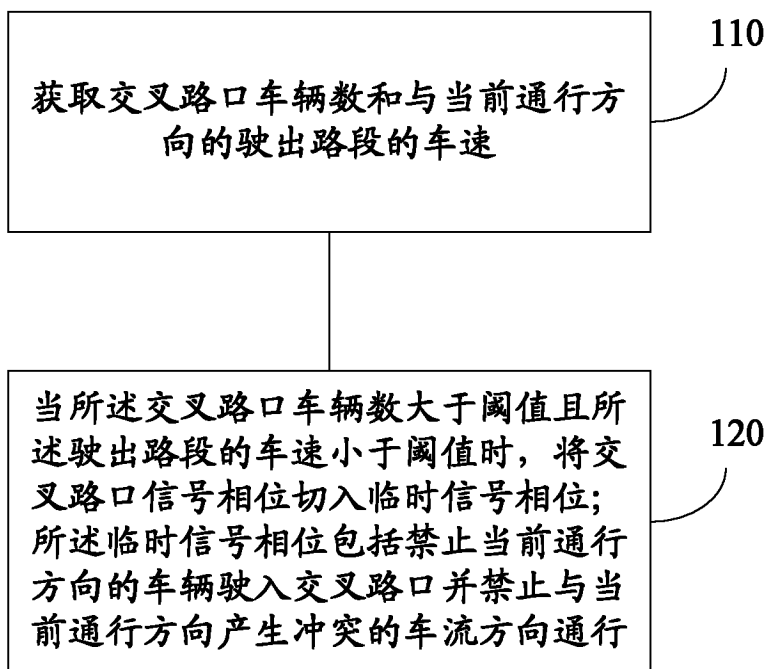 110
获取交叉路口车辆数和与当前通行方
向的驶出路段的车速
当所述交叉路口车辆数大于阈值且所
述驶出路段的车速小于阈值时，将交
叉路口信号相位切入临时信号相位；
所述临时信号相位包括禁止当前通行
方向的车辆驶入交叉路口并禁止与当
前通行方向产生冲突的车流方向通行
120